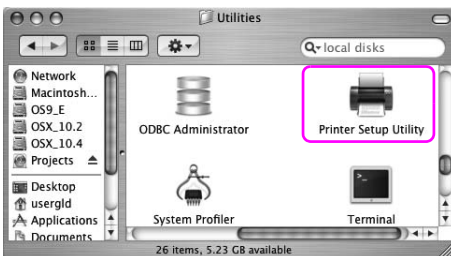 Utilities
local disks
Network
Macintosh...
OS9_E
OSX_10.2
OSX_10.4
Projects
Desktop
usergld
Applications
Documents
ODBC Administrator
Printer Setup Utility
System Profiler
Terminal
26 items, 5.23 GB available